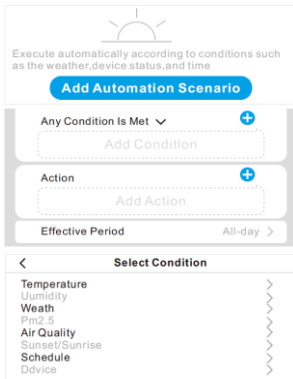 Execute automatically according to conditions such
as the weather,device status,and time
Add Automation Scenario
Any Condition Is Met
Add Condition
Action
Add Action
Effective Period All-day
Select Condition
Temperature
Uumidity
Weath
Pm2.5
Air Quality
Sunset/Sunrise
Schedule
Ddvice